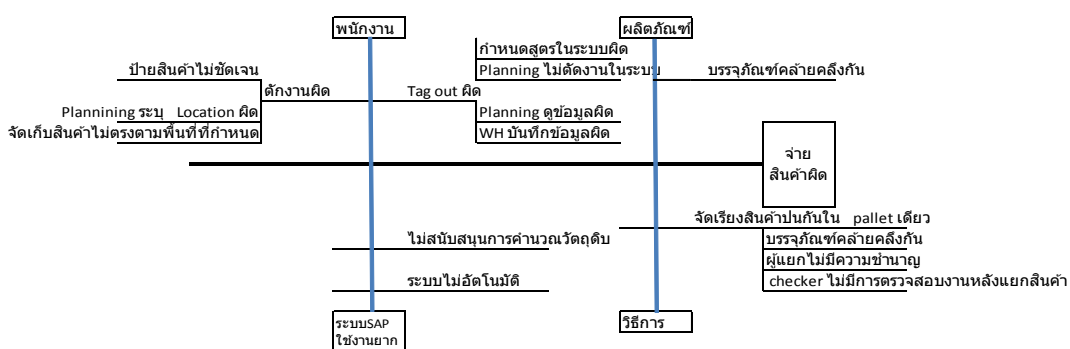 พนักงาน
ผลิตภัณฑ์
กำหนดสูตรในระบบผิด
ป้ายสินค้าไม่ชัดเจน
Planning ไม่ตัดงานในระบบ
บรรจุภัณฑ์คล้ายคลึงกัน
ตักงานผิด
Tag out ผิด
Plannining ระบุ Location ผิด
Planning ดูข้อมูลผิด
จัดเก็บสินค้าไม่ตรงตามพื้นที่ที่กำหนด
WH บันทึกข้อมูลผิด
จ่าย
สินค้าผิด
จัดเรียงสินค้าปนกันใน pallet เดียว
ไม่สนับสนุนการคำนวณวัตถุดิบ
บรรจุภัณฑ์คล้ายคลึงกัน
ผู้แยกไม่มีความชำนาญ
ระบบไม่อัตโนมัติ
checker ไม่มีการตรวจสอบงานหลังแยกสินค้า
ระบบSAP
ใช้งานยาก
วิธีการ